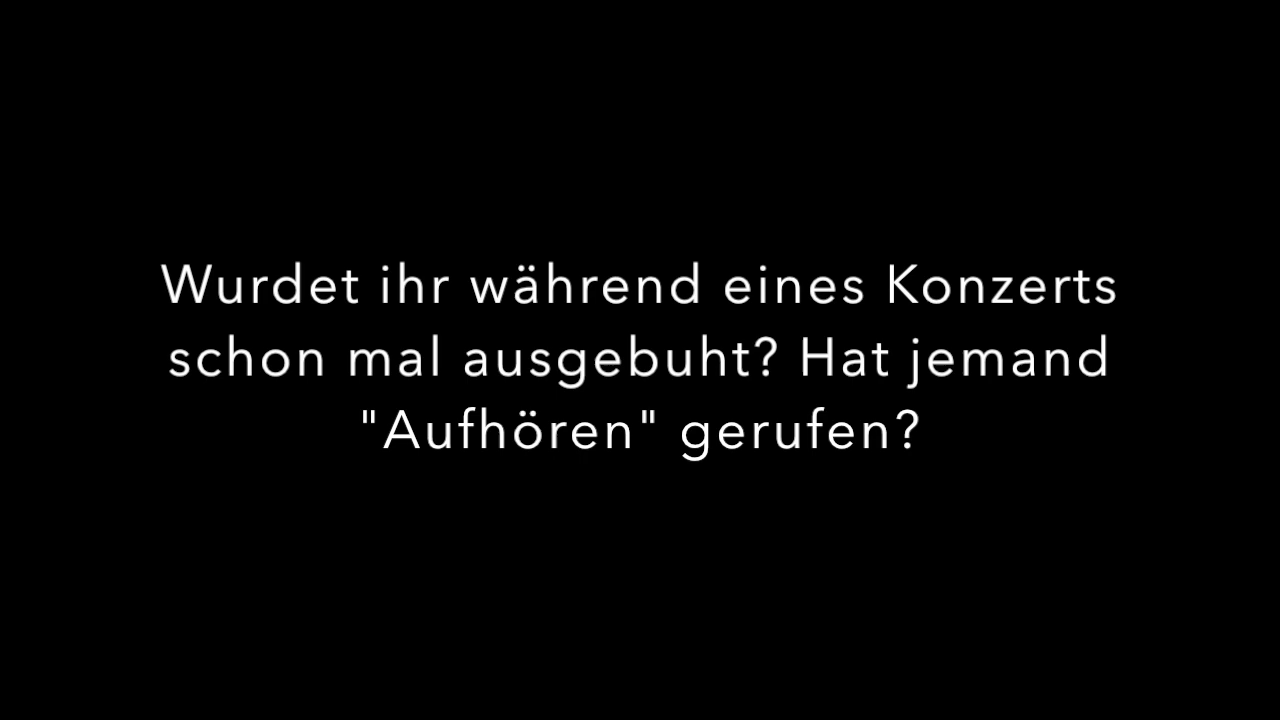 Wurdet ihr während eines Konzerts
schon mal ausgebuht? Hat jemand
"Aufhören" gerufen?